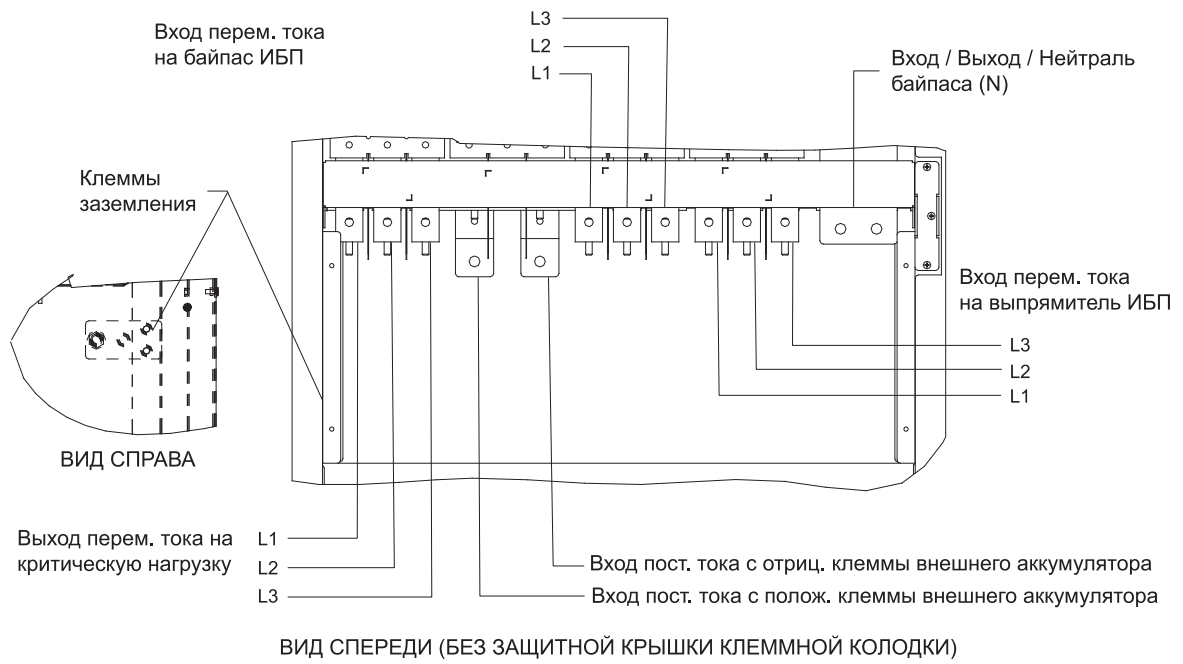 Вход перем. тока
на байпас ИБП
L3
L2
L1
Вход / Выход / Нейтраль
байпаса (N)
Клеммы
заземления
Вход перем. тока
на выпрямитель ИБП
L3
L2
L1
ВИД СПРАВА
Выход перем. тока на
критическую нагрузку
L1
L2
L3
Вход пост. тока с отриц. клеммы внешнего аккумулятора
Вход пост. тока с полож. клеммы внешнего аккумулятора
ВИД СПЕРЕДИ (БЕЗ ЗАЩИТНОЙ КРЫШКИ КЛЕММНОЙ КОЛОДКИ)